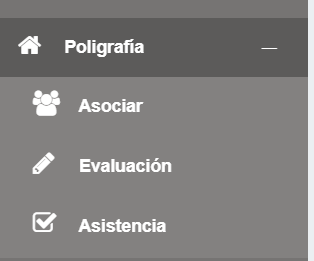 Poligrafía
Asociar
Evaluación
Asistencia